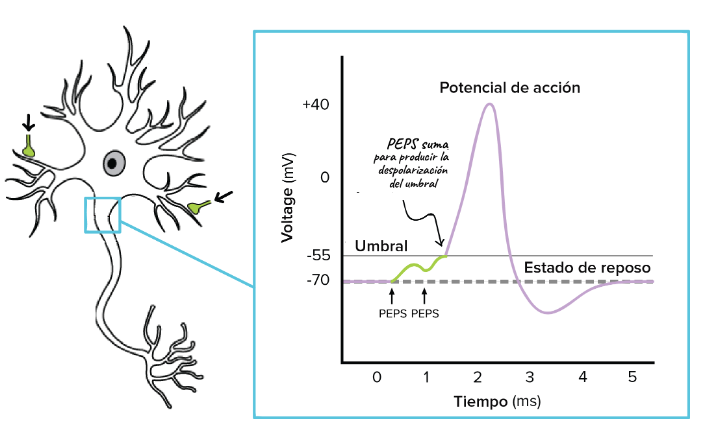 Potencial de acción
+40
PEPS suma
para producir la
despolarización
del umbral
0
Voltage (mV)
Umbral
-55
Estado de reposo
-70
PEPS PEPS
0 1 2 3 4 5
Tiempo (ms)